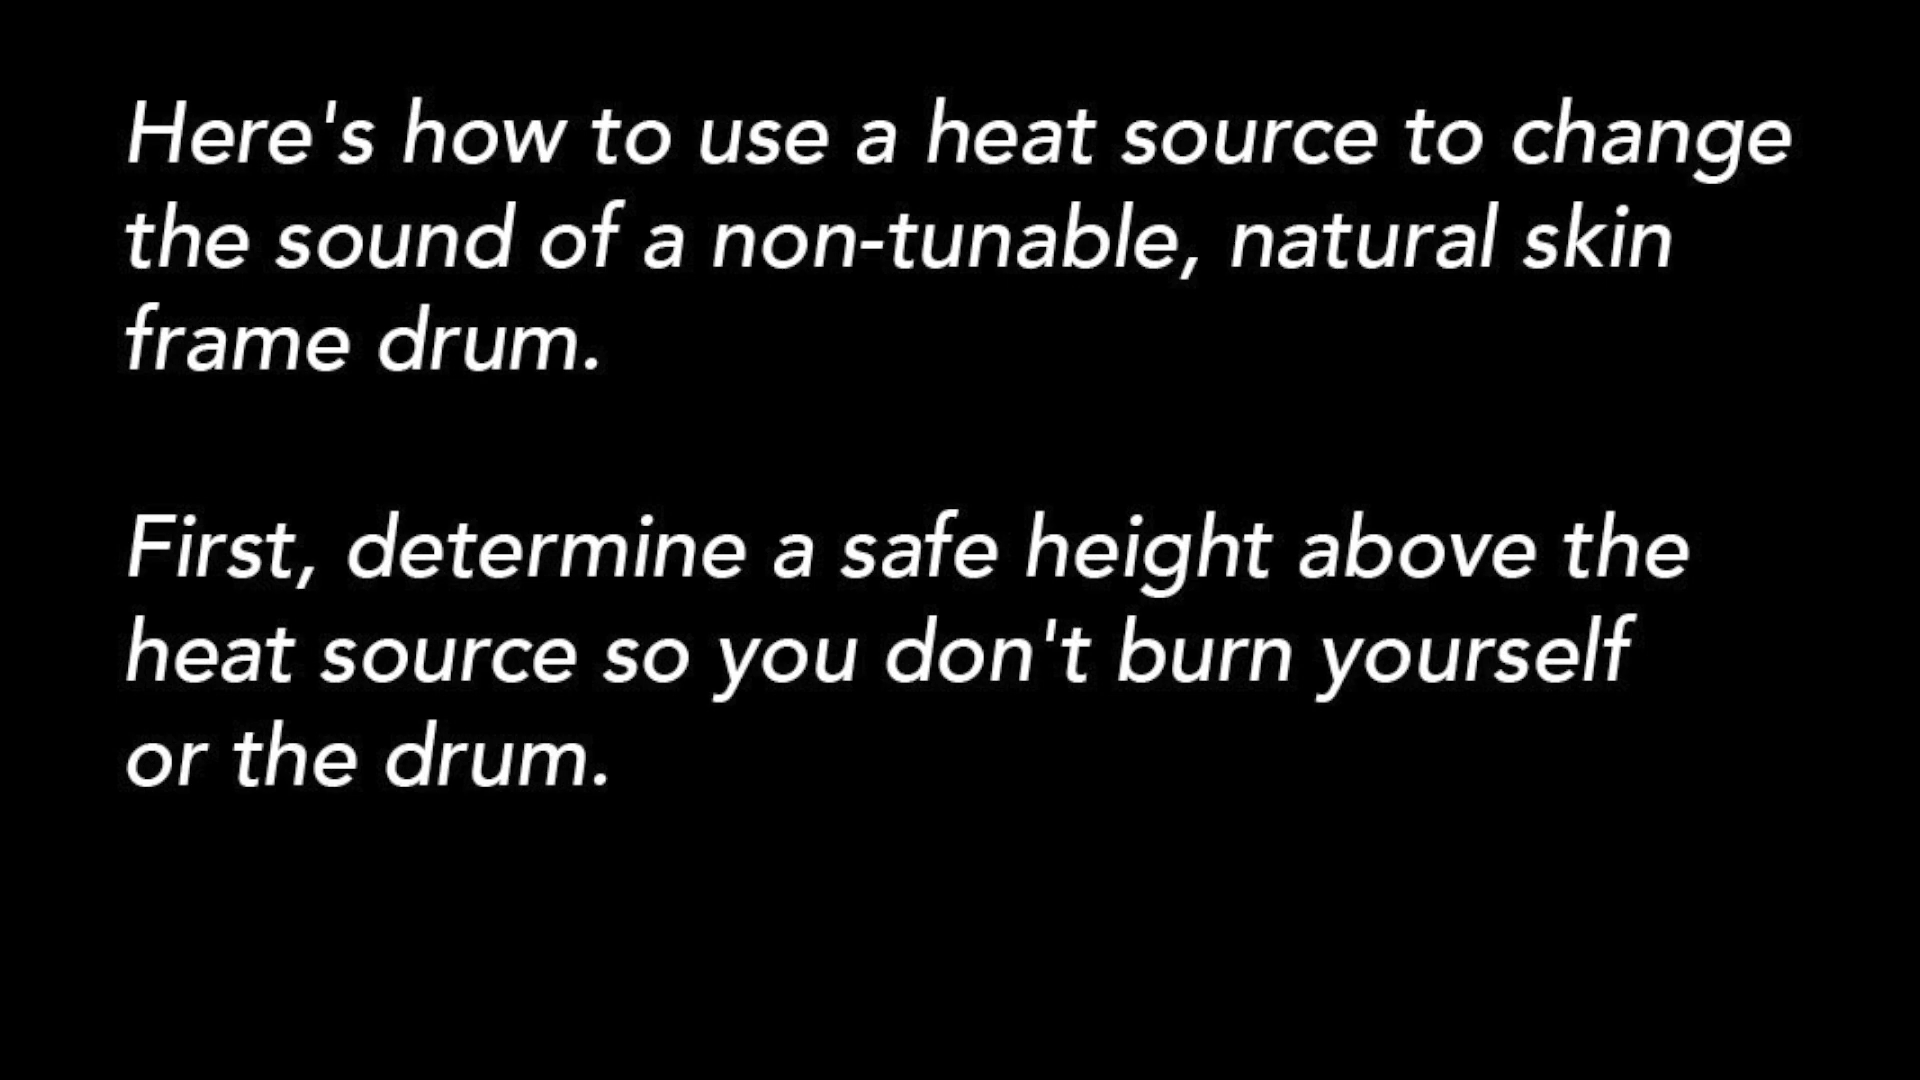 Here's how to use a heat source to change
the sound of a non-tunable, natural skin
frame drum.
First, determine a safe height above the
heat source so you don't burn yourself
or the drum.